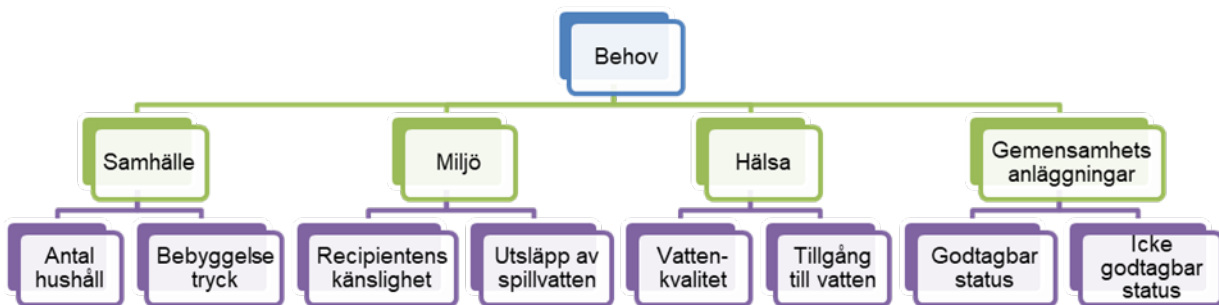 Behov
Samhälle
Miljö
Hälsa
Gemensamhets
anläggningar
Antal
hushåll
Bebyggelse
tryck
Recipientens
känslighet
Utsläpp av
spillvatten
Vatten-
kvalitet
Tillgång
till vatten
Godtagbar
status
Icke
godtagbar
status